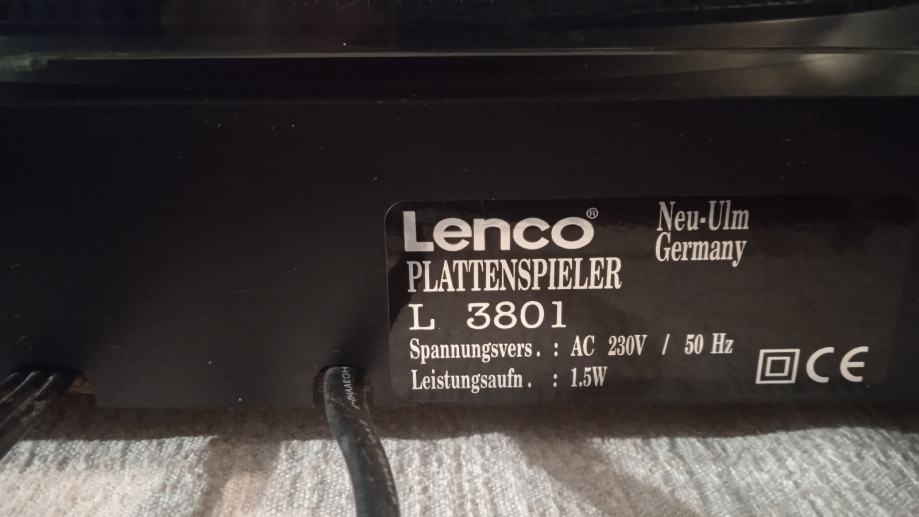 Lenco®
Neu-Ulm
Germany
PLATTENSPIELER
L 3801
Spannungsvers. : AC 230V / 50 Hz
Leistungsaufn. : 1.5W
CE